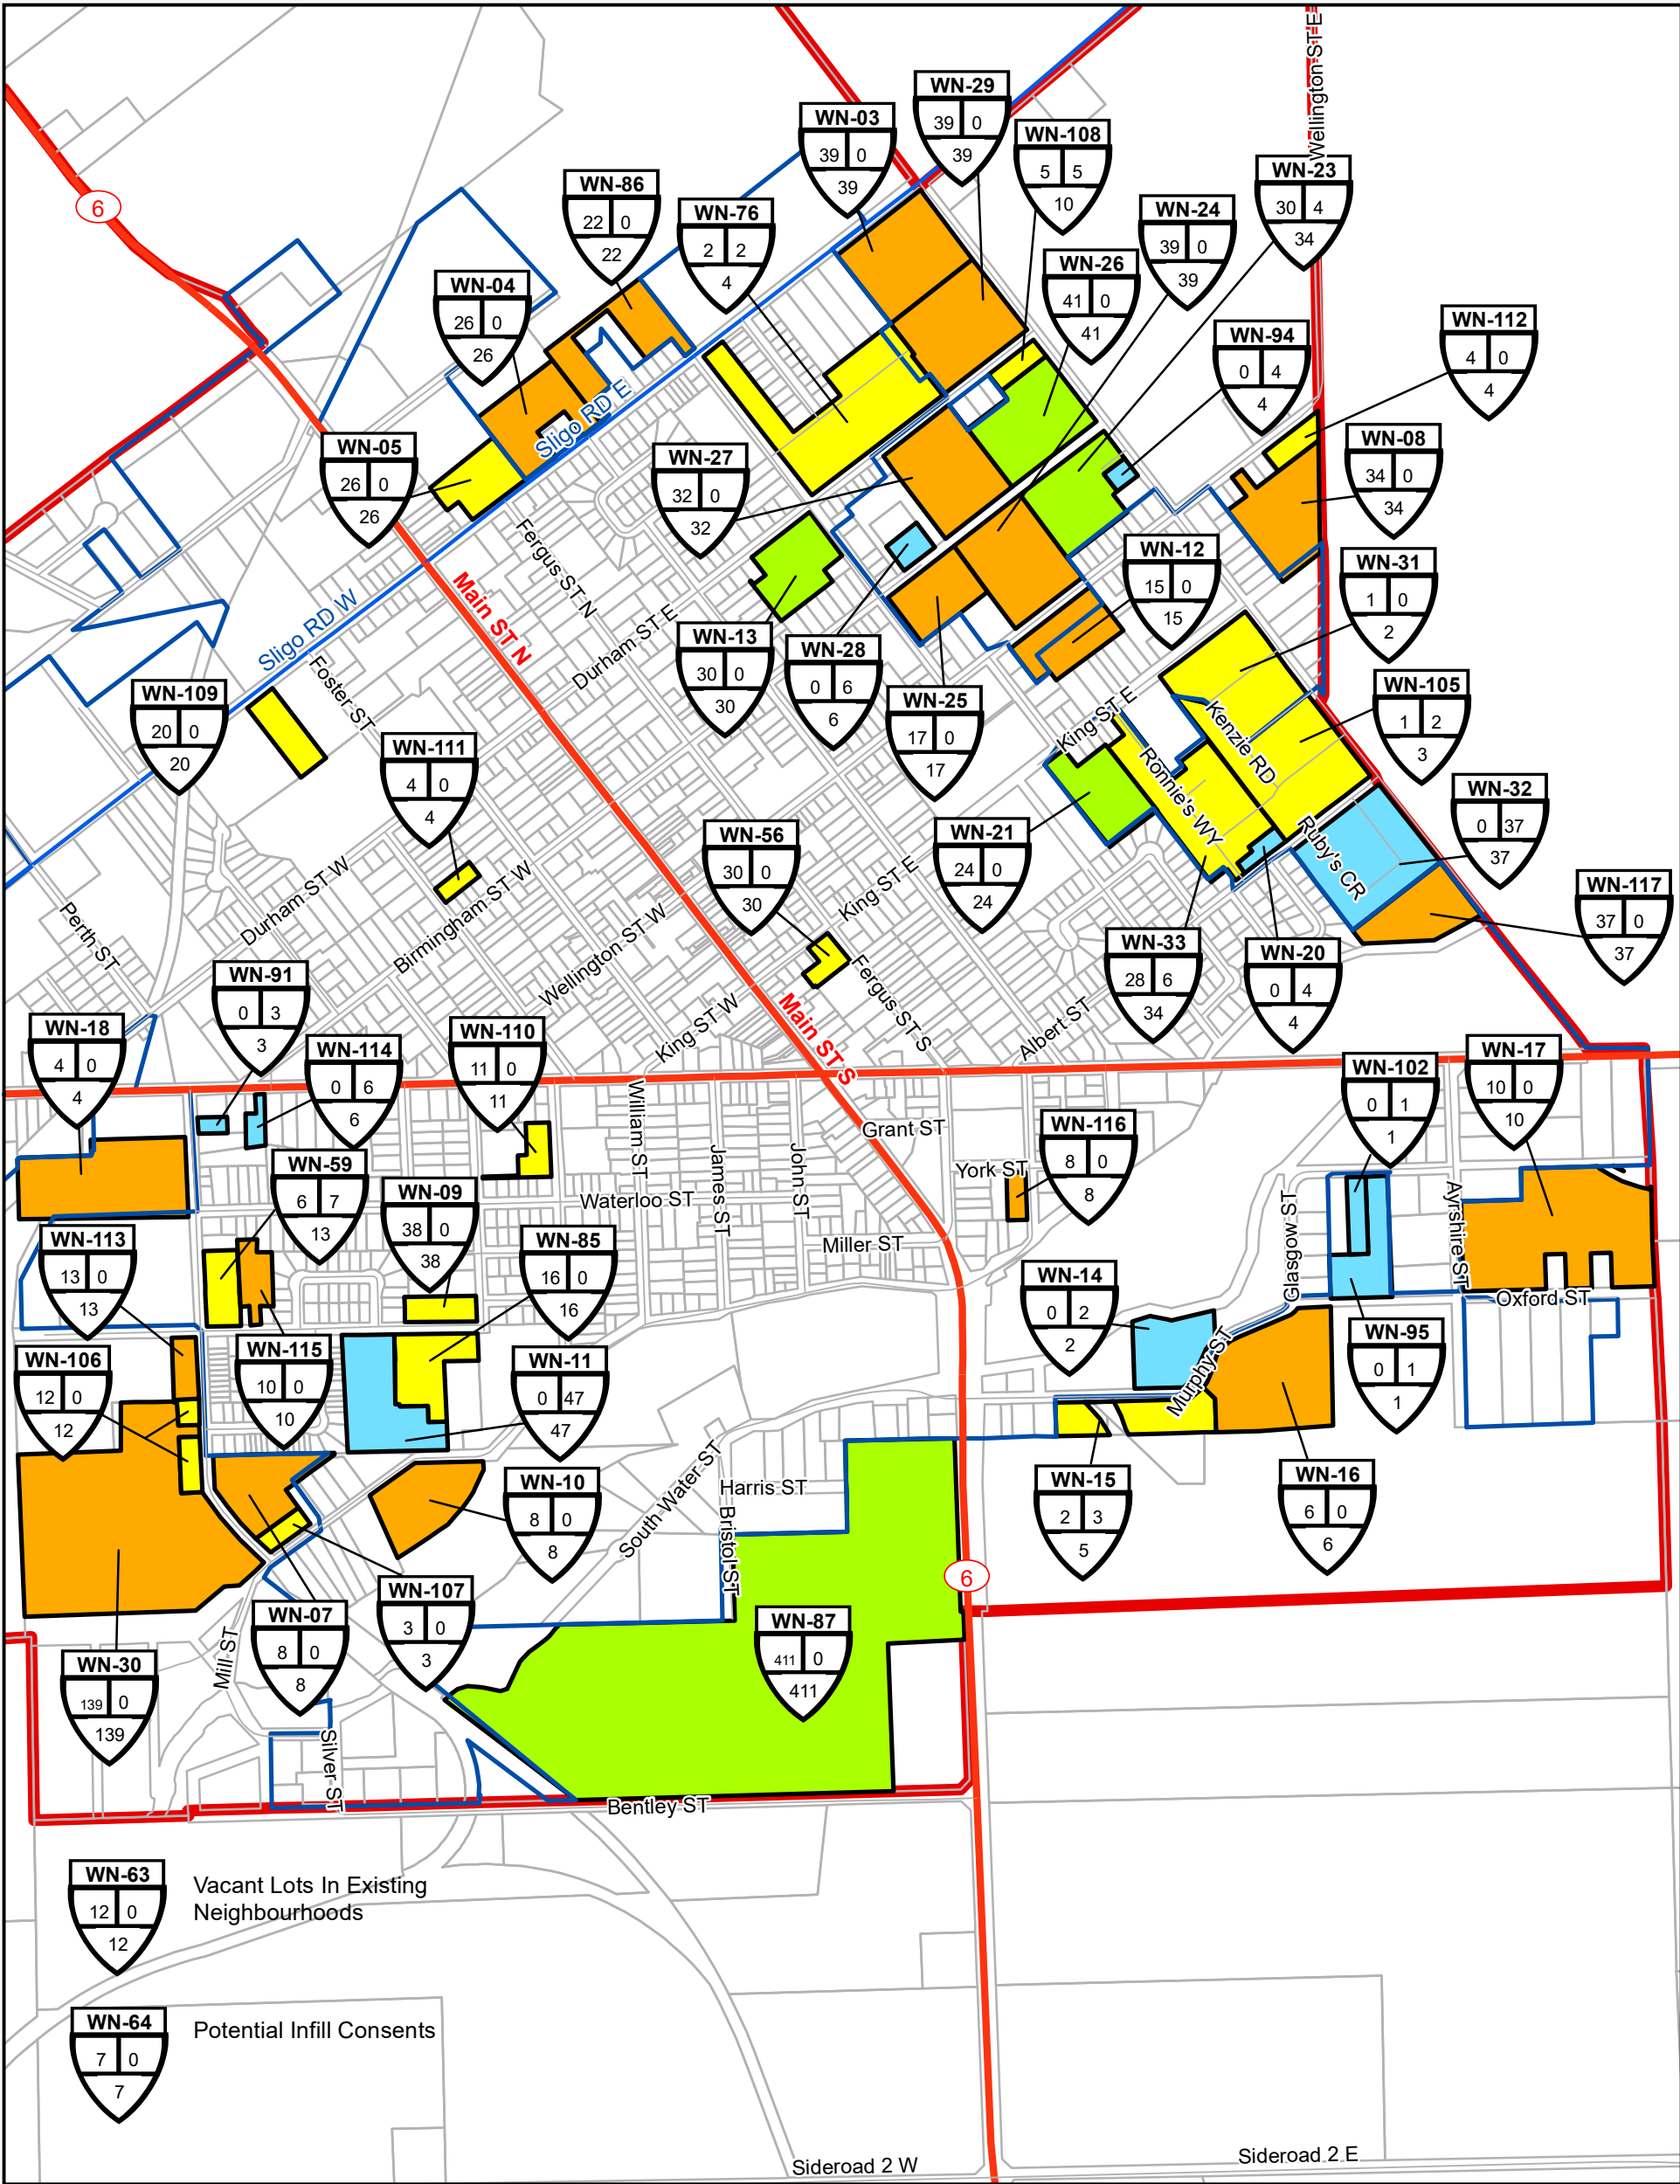 Wellington ST E
WN-29
39 0
39
WN-03
39 0
39
WN-108
5 5
10
WN-23
30 4
34
WN-86
22 0
22
WN-76
2 2
4
WN-24
39 0
39
6
WN-26
41 0
41
WN-04
26 0
26
WN-112
4 0
4
WN-94
0 4
4
Sligo RD E
WN-05
26 0
26
WN-27
32 0
32
WN-08
34 0
34
Fergus ST N
WN-12
15 0
15
WN-31
1 0
2
Main ST N
Sligo RD W
Durham ST E
WN-13
30 0
30
WN-28
0 6
6
Foster ST
WN-109
20 0
20
WN-25
17 0
17
King ST E
Kenzie RD
WN-105
1 2
3
WN-111
4 0
4
Ronnie's WY
WN-32
0 37
37
WN-56
30 0
30
WN-21
24 0
24
Ruby's CR
Durham ST W
Birmingham ST W
King ST E
WN-117
37 0
37
Perth ST
Wellington ST W
WN-33
28 6
34
WN-20
0 4
4
WN-91
0 3
3
Fergus ST S
King ST W
Main ST S
Albert ST
WN-18
4 0
4
WN-114
0 6
6
WN-110
11 0
11
WN-102
0 1
1
WN-17
10 0
10
William ST
Grant ST
WN-116
8 0
8
York ST
WN-59
6 7
13
WN-09
38 0
38
James ST
John ST
Waterloo ST
Glasgow ST
Ayrshire ST
WN-113
13 0
13
WN-85
16 0
16
Miller ST
WN-14
0 2
2
Oxford ST
WN-106
12 0
12
WN-115
10 0
10
WN-11
0 47
47
Murphy ST
WN-95
0 1
1
WN-10
8 0
8
South Water ST
Harris ST
Bristol ST
WN-15
2 3
5
WN-16
6 0
6
6
WN-107
3 0
3
WN-07
8 0
8
WN-87
411 0
411
Mill ST
WN-30
139 0
139
Silver ST
Bentley ST
WN-63
12 0
12
Vacant Lots In Existing
Neighbourhoods
WN-64
7 0
7
Potential Infill Consents
Sideroad 2 W
Sideroad 2 E